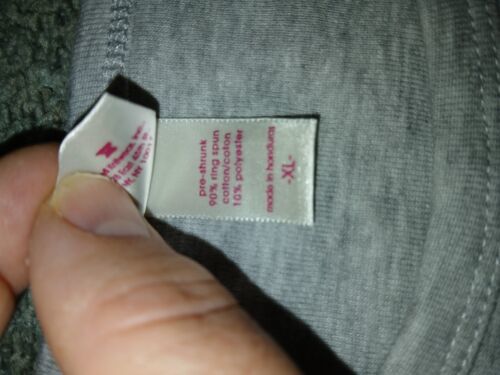 pre-shrunk
90% ring spun
cotton/coton
10% polyester
made in honduras
-XL-